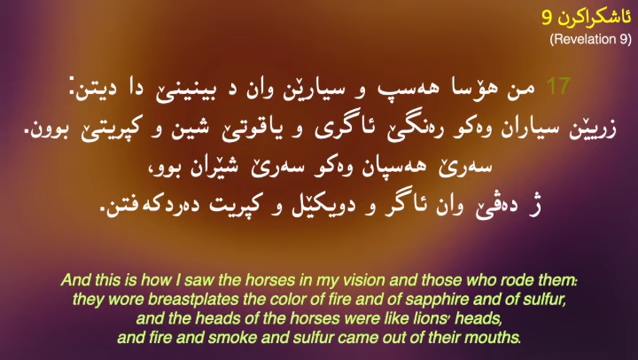 ئاشکراکرن 9
(Revelation 9)
17 من هۆسا هەسپ و سیارێن وان د بینینێ دا دیتن:
زریێن سیاران وەکو رەنگێ ئاگری و یاقوتێ شین و کپریتێ بوون.
سەرێ هەسپان وەکو سەرێ شێران بوو،
ژ دەڤێ وان ئاگر و دویکێل و کپریت دەردکەفتن.
And this is how I saw the horses in my vision and those who rode them:
they wore breastplates the color of fire and of sapphire and of sulfur,
and the heads of the horses were like lions' heads,
and fire and smoke and sulfur came out of their mouths.